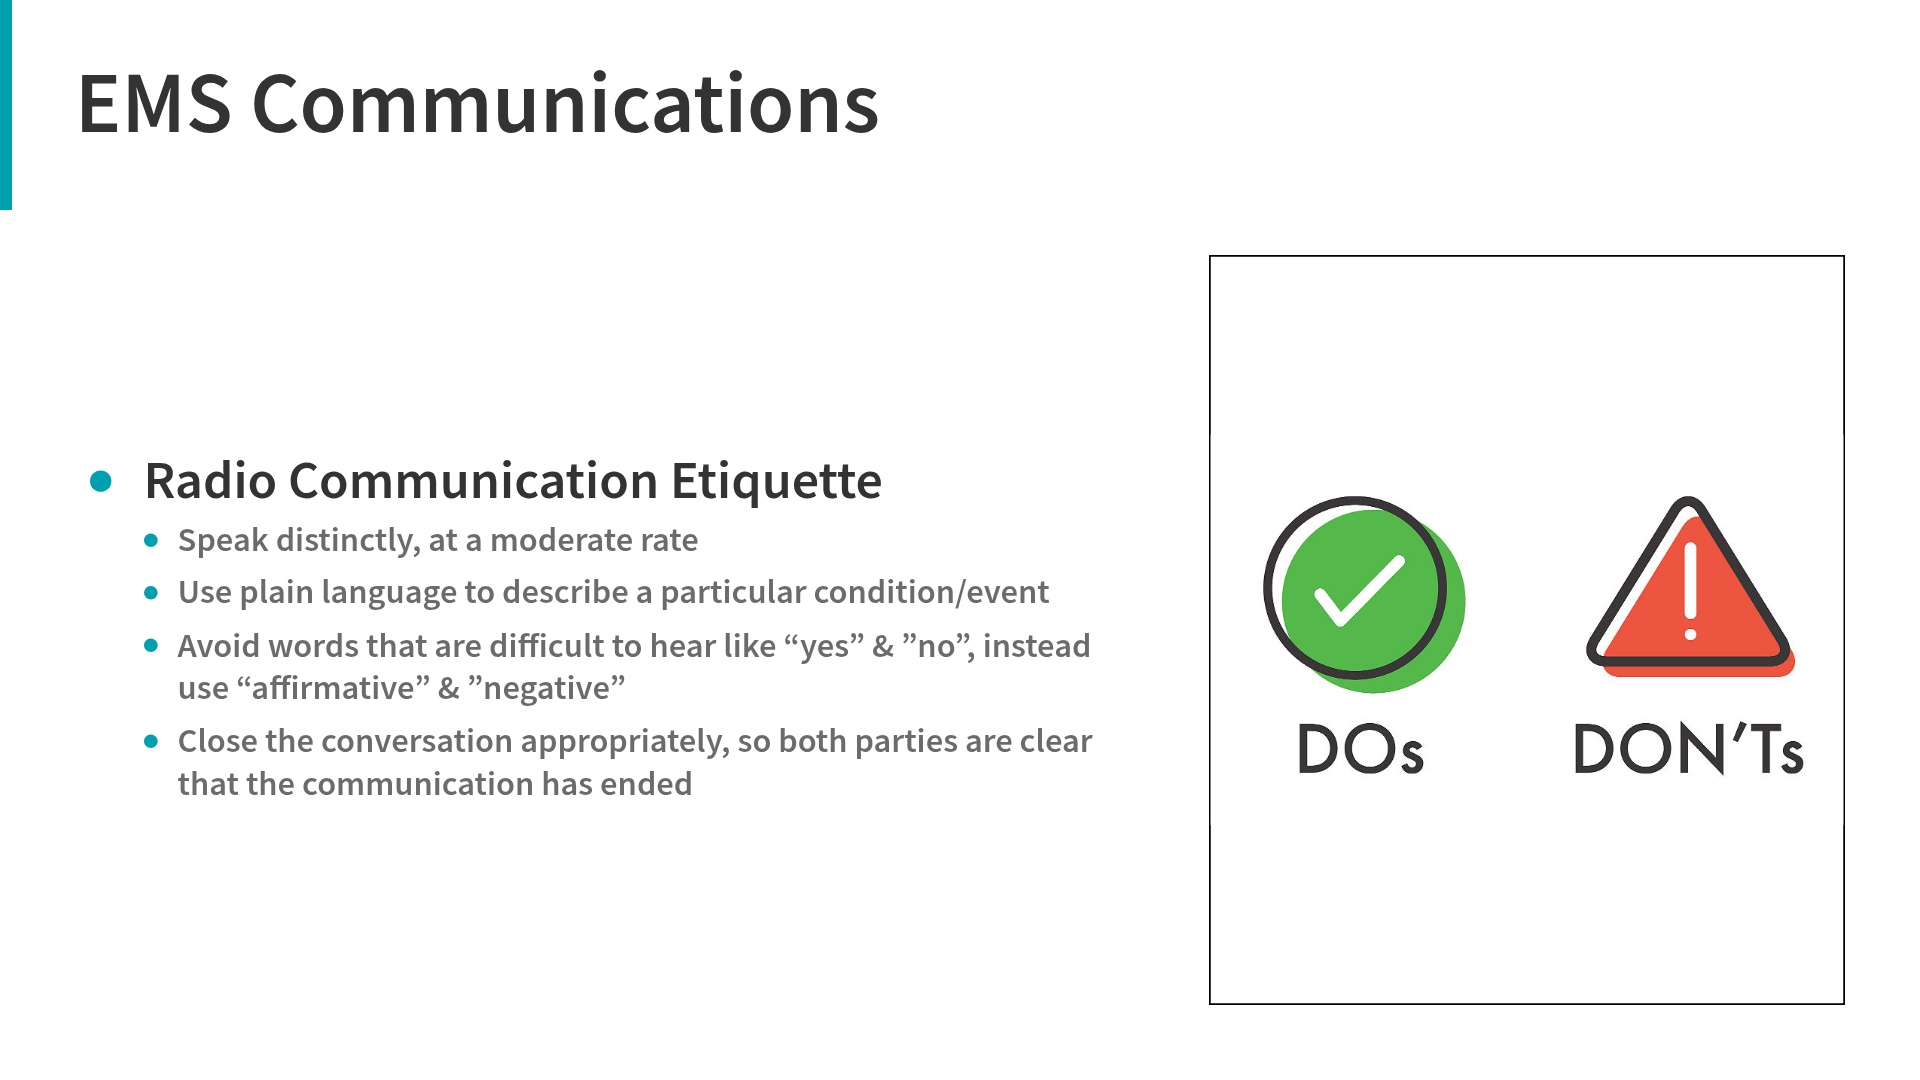 EMS Communications
Radio Communication Etiquette
Speak distinctly, at a moderate rate
Use plain language to describe a particular condition/event
Avoid words that are difficult to hear like “yes” & ”no”, instead
use “affirmative” & ”negative”
Close the conversation appropriately, so both parties are clear
that the communication has ended
DOs
DON’Ts